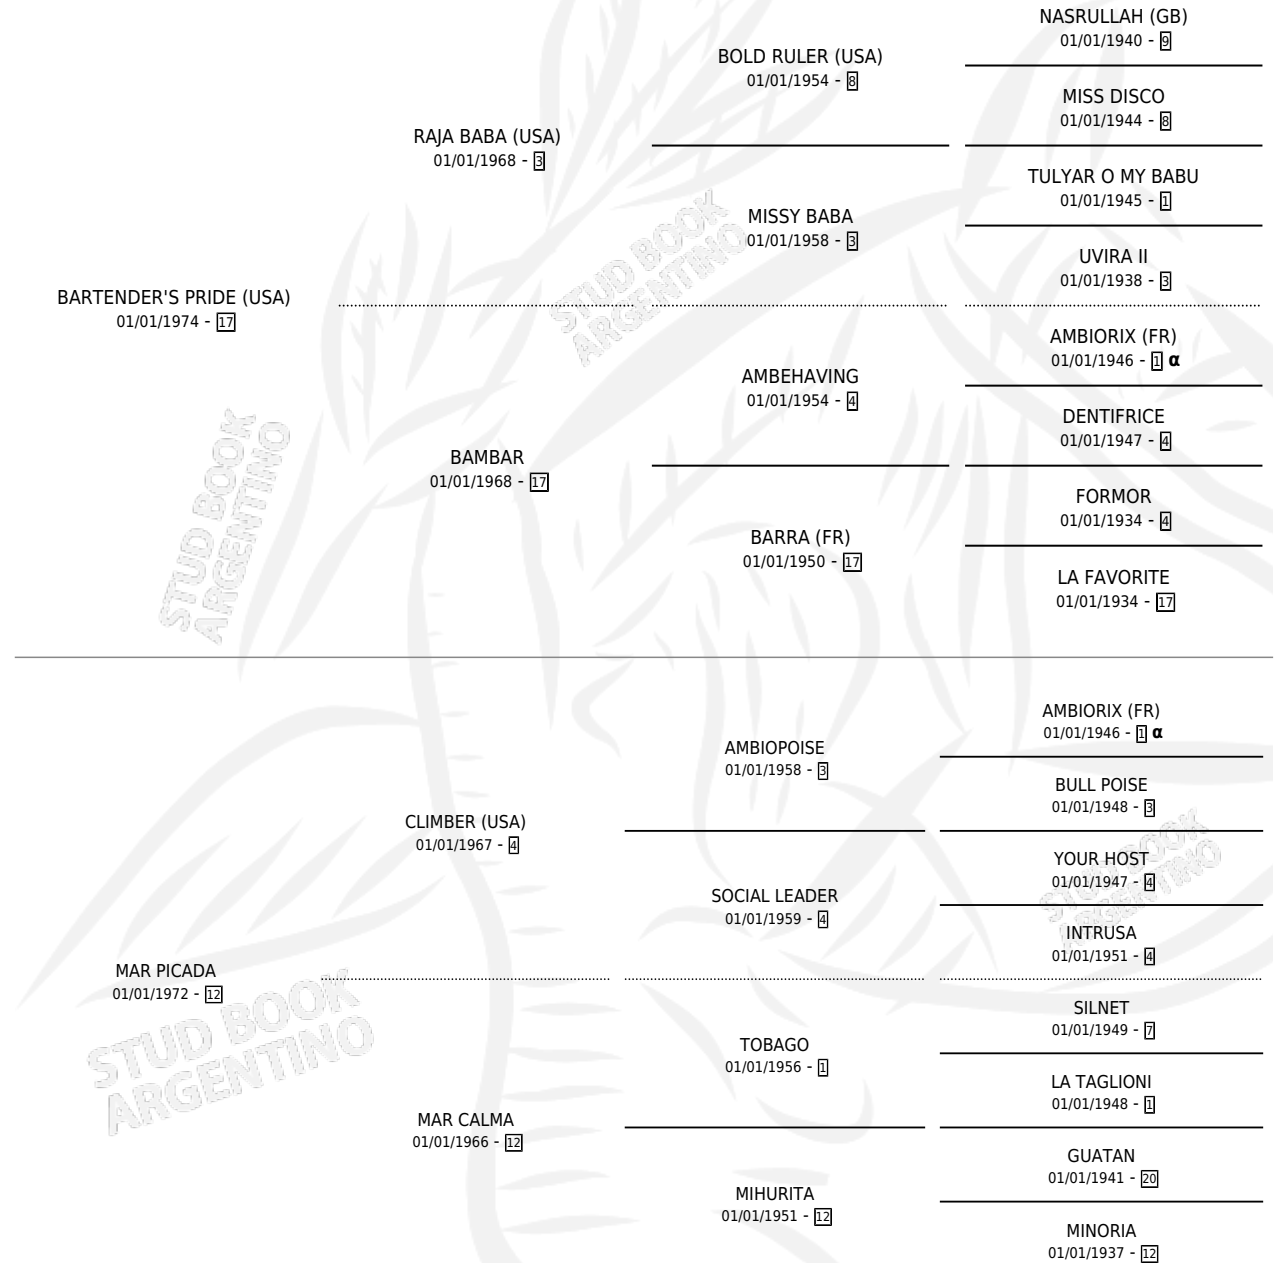 NASRULLAH (GB)
01/01/1940 - 9
BOLD RULER (USA)
01/01/1954 - 8
MISS DISCO
01/01/1944 - 8
RAJA BABA (USA)
01/01/1968 - 3
TULYAR O MY BABU
01/01/1945 - 1
MISSY BABA
01/01/1958 - 3
UVIRA II
01/01/1938 - 3
BARTENDER'S PRIDE (USA)
01/01/1974 - 17
AMBIORIX (FR)
01/01/1946 - 1 α
AMBEHAVING
01/01/1954 - 4
DENTIFRICE
01/01/1947 - 4
BAMBAR
01/01/1968 - 17
FORMOR
01/01/1934 - 4
BARRA (FR)
01/01/1950 - 17
LA FAVORITE
01/01/1934 - 17
AMBIORIX (FR)
01/01/1946 - 1 α
AMBIOPOISE
01/01/1958 - 3
BULL POISE
01/01/1948 - 3
CLIMBER (USA)
01/01/1967 - 4
YOUR HOST
01/01/1947 - 4
SOCIAL LEADER
01/01/1959 - 4
INTRUSA
01/01/1951 - 4
MAR PICADA
01/01/1972 - 12
SILNET
01/01/1949 - 7
TOBAGO
01/01/1956 - 1
LA TAGLIONI
01/01/1948 - 1
MAR CALMA
01/01/1966 - 12
GUATAN
01/01/1941 - 20
MIHURITA
01/01/1951 - 12
MINORIA
01/01/1937 - 12
STUD BOOK
ARGENTINO
STUD BOOK
ARGENTINO
STUD BOOK
ARGENTINO
STUD BOOK
ARGENTINO